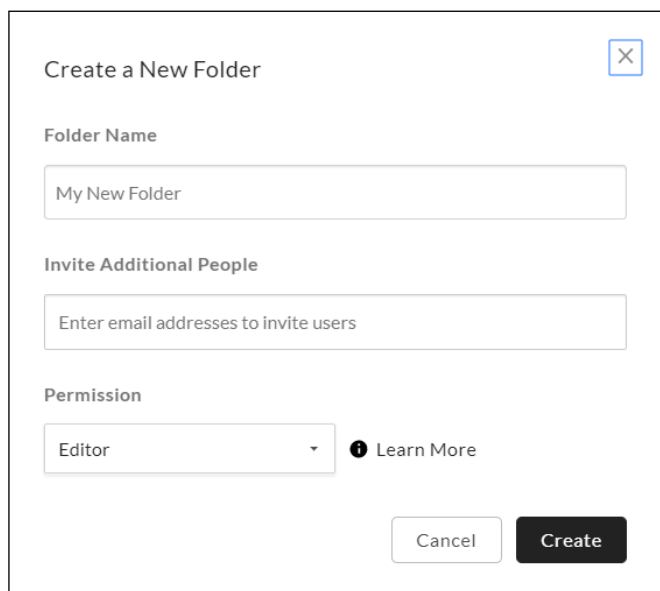 Create a New Folder
Folder Name
My New Folder
Invite Additional People
Enter email addresses to invite users
Permission
Editor
Learn More
Cancel
Create